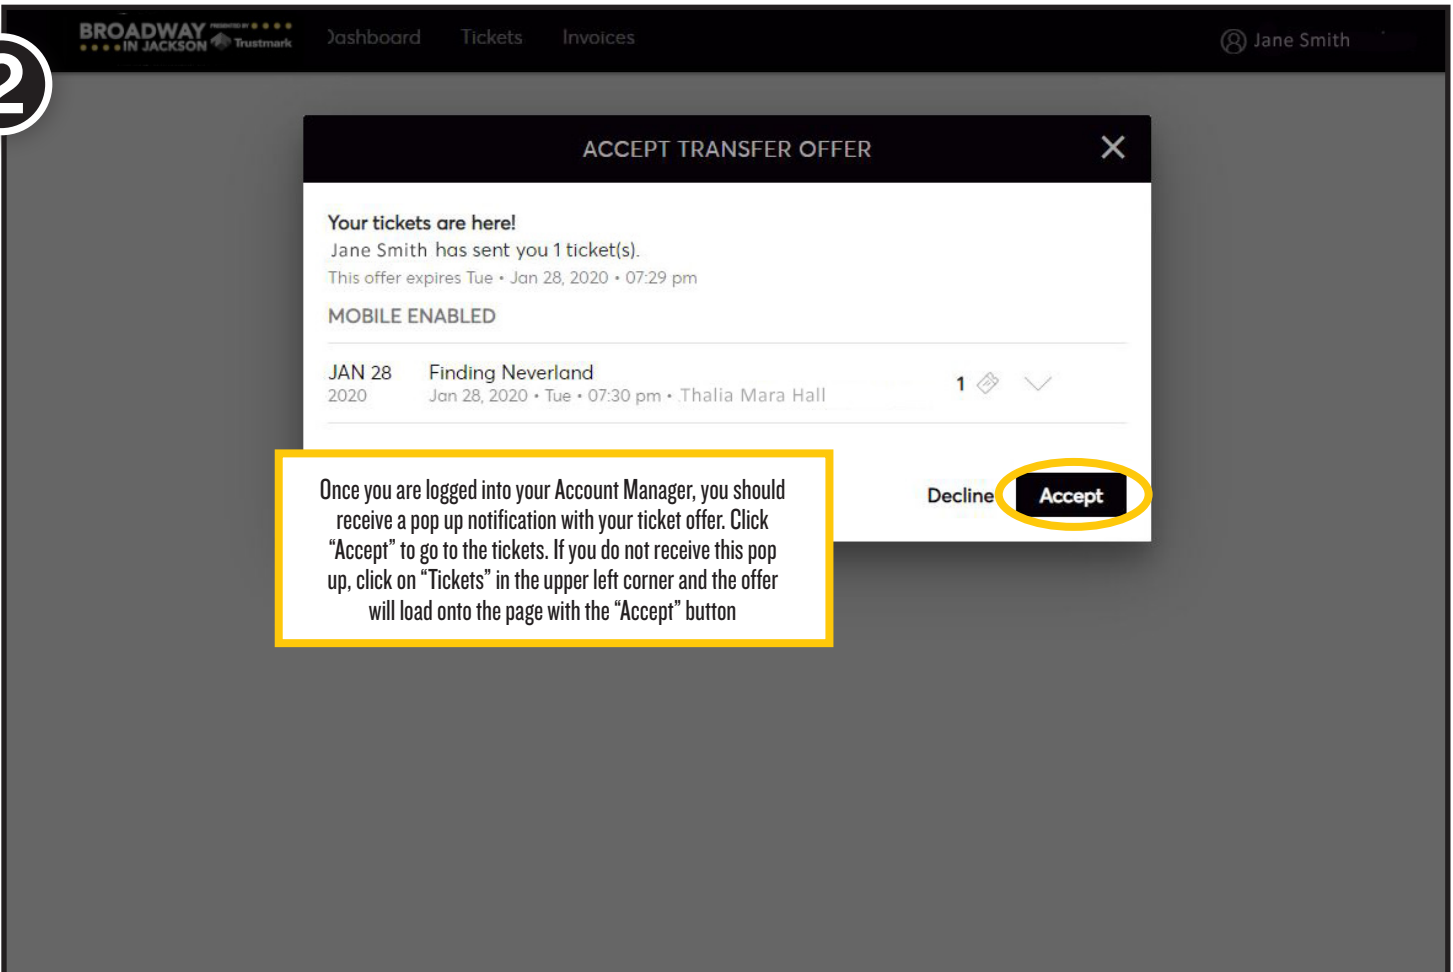 BROADWAY PRESENTED BY
IN JACKSON Trustmark
Dashboard Tickets Invoices
Jane Smith
2
ACCEPT TRANSFER OFFER
Your tickets are here!
Jane Smith has sent you 1 ticket(s).
This offer expires Tue • Jan 28, 2020 • 07:29 pm
MOBILE ENABLED
JAN 28 Finding Neverland
2020 Jan 28, 2020 • Tue • 07:30 pm • Thalia Mara Hall
1
Decline Accept
Once you are logged into your Account Manager, you should
receive a pop up notification with your ticket offer. Click
“Accept” to go to the tickets. If you do not receive this pop
up, click on “Tickets” in the upper left corner and the offer
will load onto the page with the “Accept” button